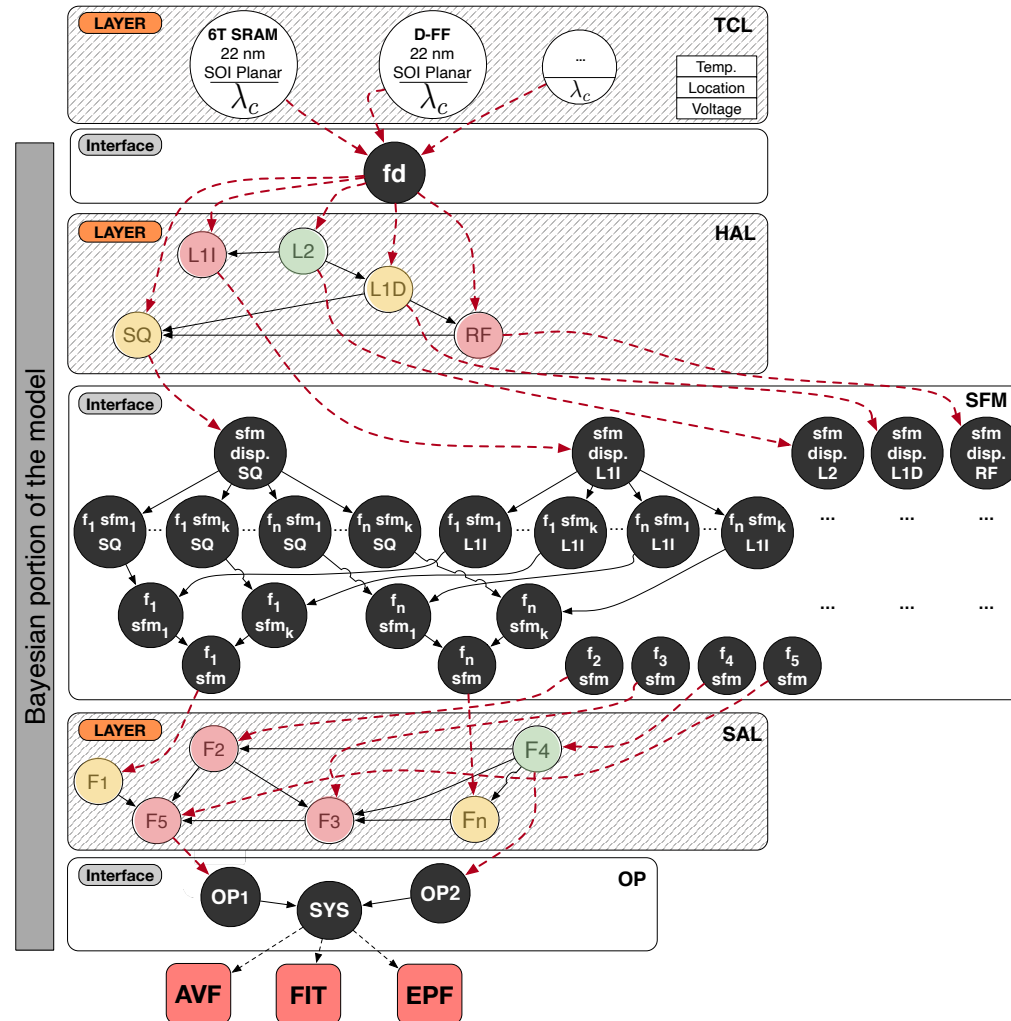 LAYER
TCL
6T SRAM
22 nm
SOI Planar
λc
D-FF
22 nm
SOI Planar
λc
...
λc
Temp.
Location
Voltage
Bayesian portion of the model
Interface
fd
LAYER
HAL
L1I
L2
L1D
SQ
RF
Interface
SFM
sfm
disp.
SQ
sfm
disp.
L1I
sfm
disp.
L2
sfm
disp.
L1D
sfm
disp.
RF
f1 sfm1
SQ
...
f1 sfmk
SQ
...
fn sfm1
SQ
...
fn sfmk
SQ
f1 sfm1
L1I
...
f1 sfmk
L1I
...
fn sfm1
L1I
...
fn sfmk
L1I
... ... ...
f1
sfm1
f1
sfmk
fn
sfm1
fn
sfmk
... ... ...
f1
sfm
fn
sfm
f2
sfm
f3
sfm
f4
sfm
f5
sfm
LAYER
SAL
F2
F4
F1
F5
F3
Fn
Interface
OP
OP1
SYS
OP2
AVF
FIT
EPF